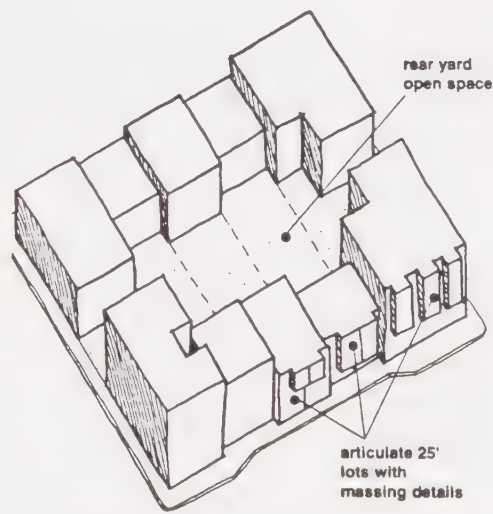 rear yard
open space
articulate 25'
lots with
massing details